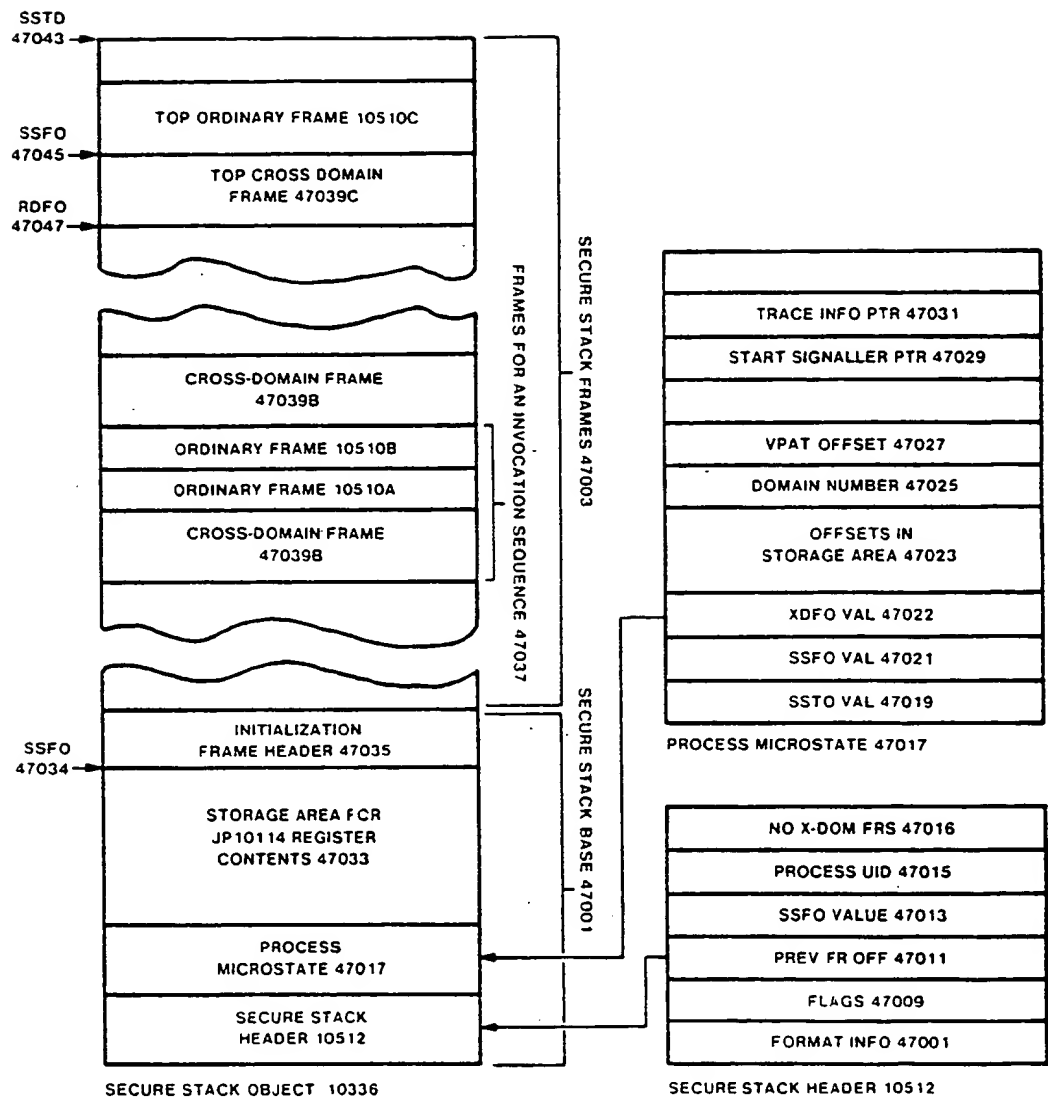 SSTD
47043
TOP ORDINARY FRAME 10510C
SSFO
47045
TOP CROSS DOMAIN
FRAME 47039C
RDFO
47047
CROSS-DOMAIN FRAME
47039B
ORDINARY FRAME 10510B
ORDINARY FRAME 10510A
CROSS-DOMAIN FRAME
47039B
INITIALIZATION
FRAME HEADER 47035
SSFO
47034
STORAGE AREA FCR
JP10114 REGISTER
CONTENTS 47033
PROCESS
MICROSTATE 47017
SECURE STACK
HEADER 10512
SECURE STACK OBJECT 10336
FRAMES FOR AN INVOCATION SEQUENCE 47037
SECURE STACK FRAMES 47003
SECURE STACK BASE 47001
TRACE INFO PTR 47031
START SIGNALLER PTR 47029
VPAT OFFSET 47027
DOMAIN NUMBER 47025
OFFSETS IN
STORAGE AREA 47023
XDFO VAL 47022
SSFO VAL 47021
SSTO VAL 47019
PROCESS MICROSTATE 47017
NO X-DOM FRS 47016
PROCESS UID 47015
SSFO VALUE 47013
PREV FR OFF 47011
FLAGS 47009
FORMAT INFO 47001
SECURE STACK HEADER 10512